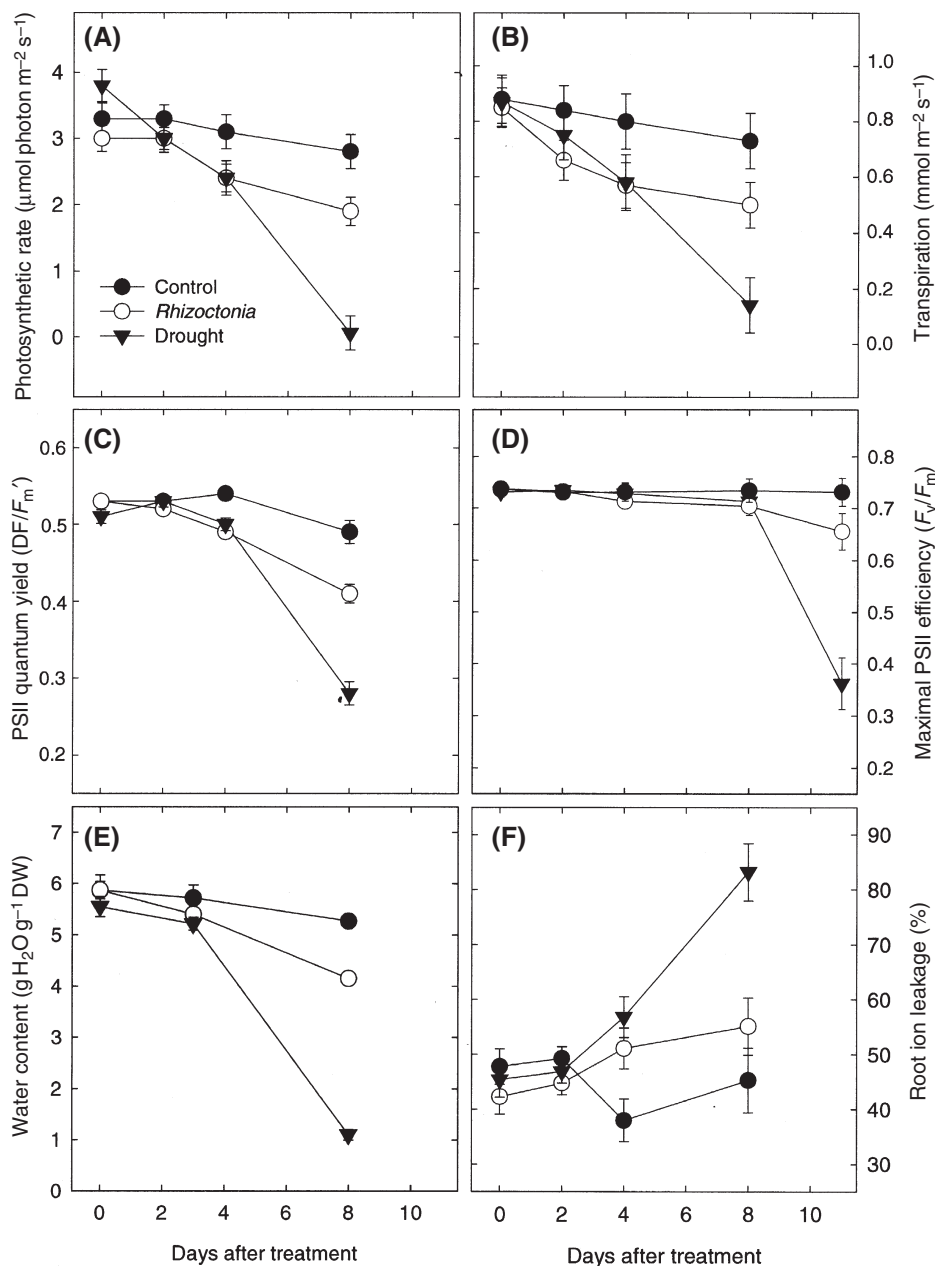 (A)
Photosynthetic rate (μmol photon m⁻² s⁻¹)
4
3
2
1
0
Control
Rhizoctonia
Drought
(B)
1.0
0.8
0.6
0.4
0.2
0.0
Transpiration (mmol m⁻² s⁻¹)
(C)
PSII quantum yield (DF/Fm′)
0.6
0.5
0.4
0.3
0.2
(D)
0.8
0.7
0.6
0.5
0.4
0.3
0.2
Maximal PSII efficiency (Fv/Fm)
(E)
Water content (g H₂O g⁻¹ DW)
7
6
5
4
3
2
1
0
0 2 4 6 8 10
Days after treatment
(F)
90
80
70
60
50
40
30
Root ion leakage (%)
0 2 4 6 8 10
Days after treatment